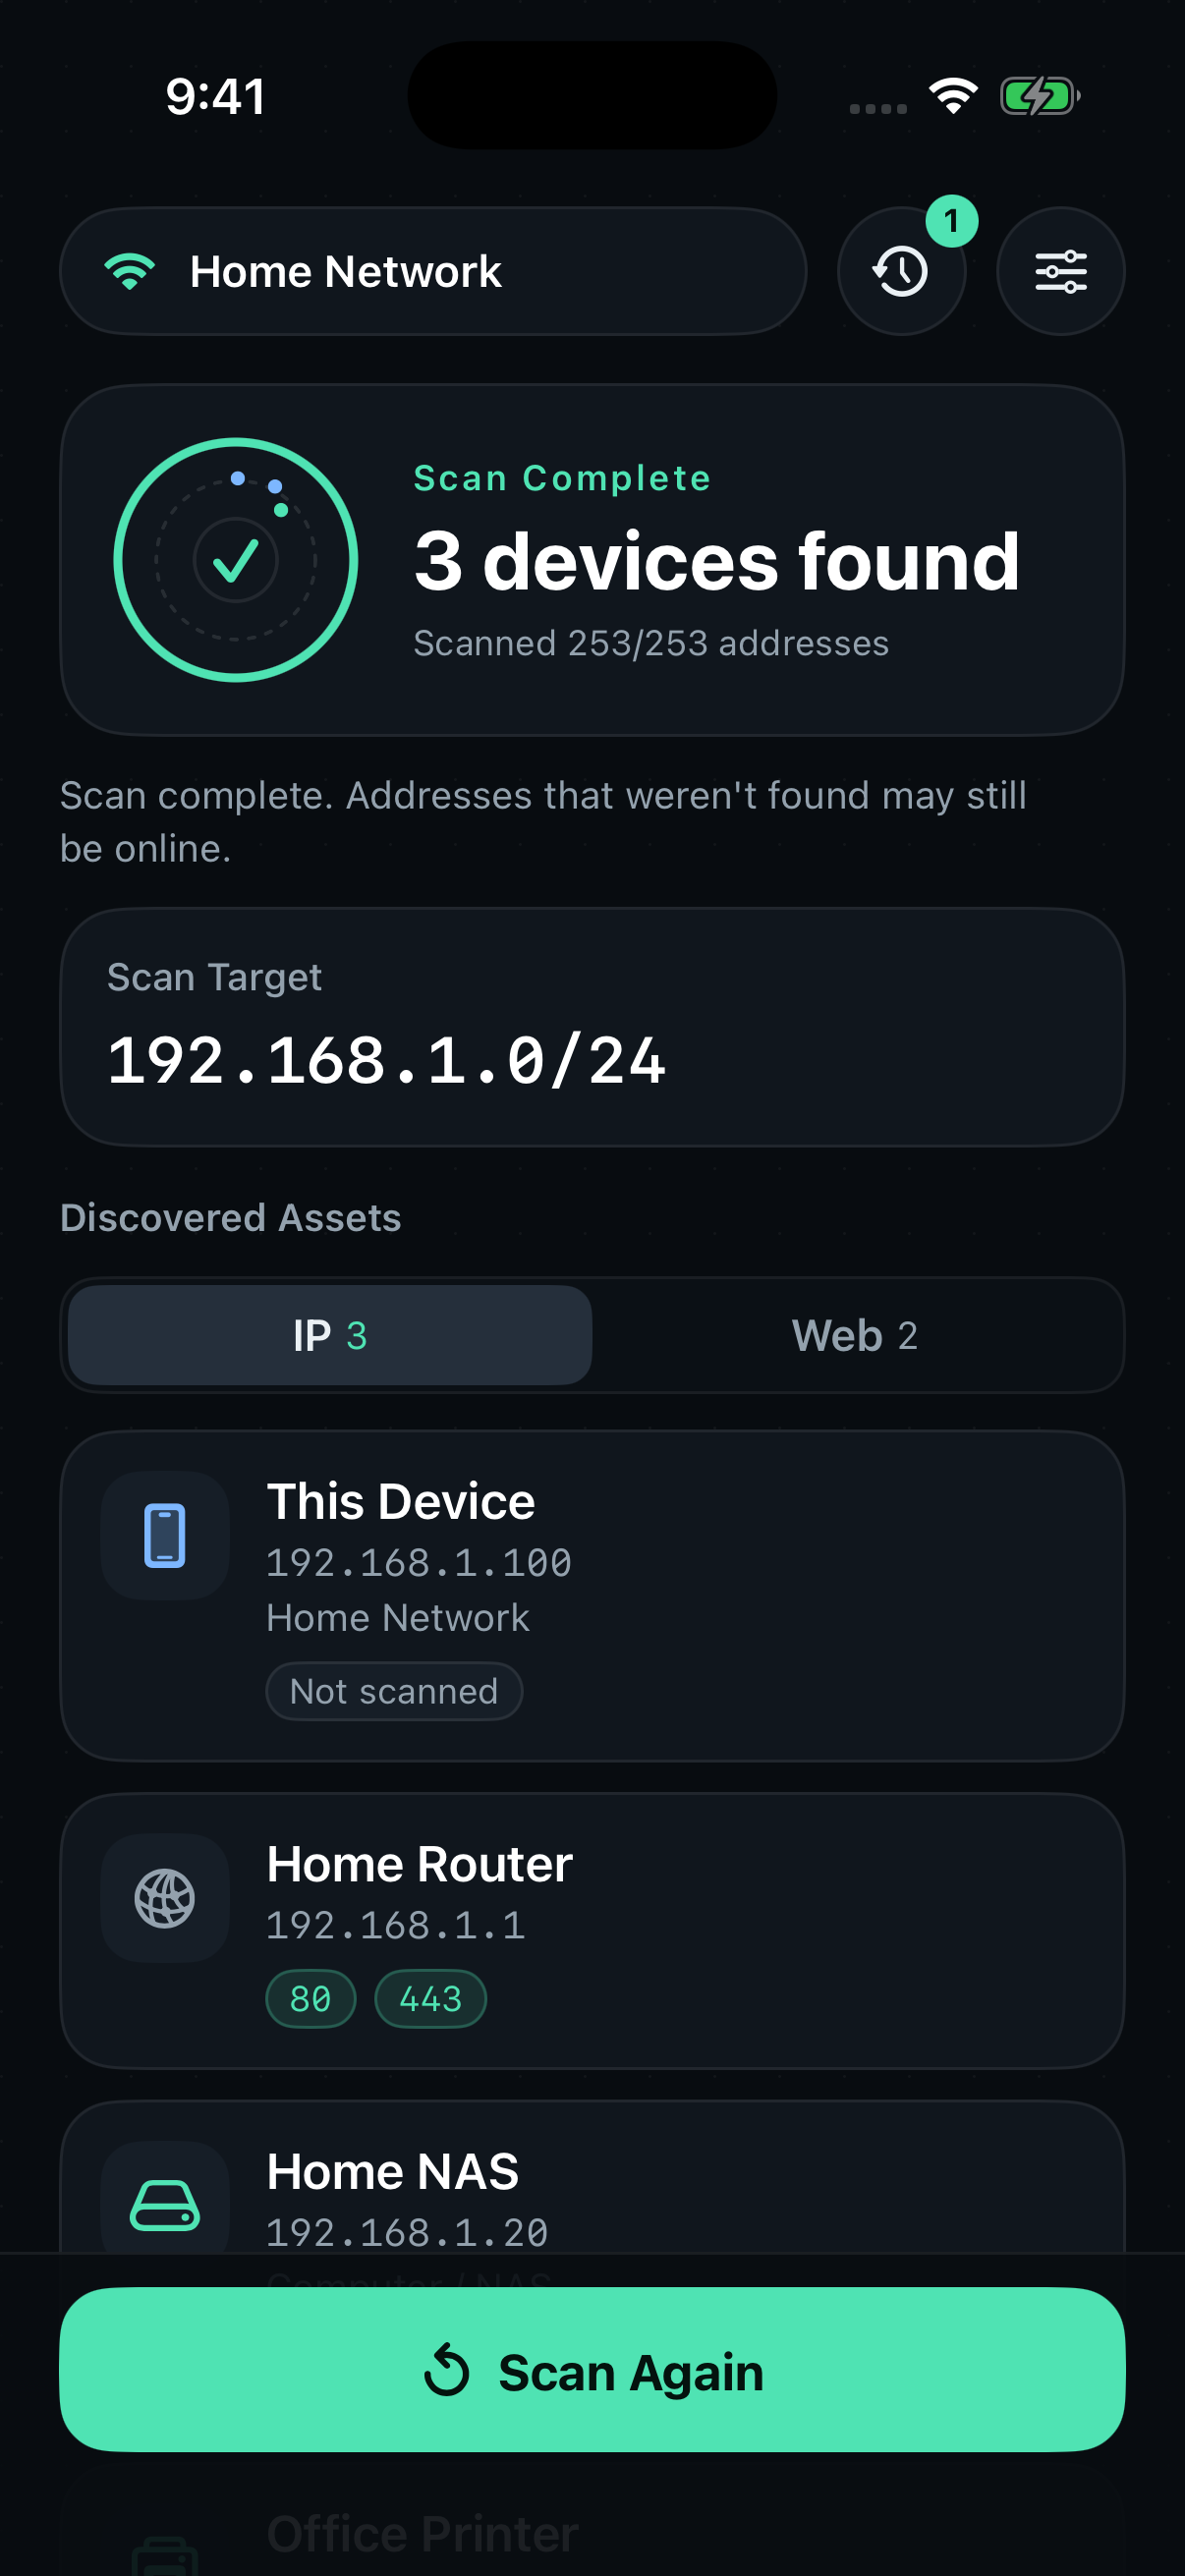 9:41
Home Network
1
Scan Complete
3 devices found
Scanned 253/253 addresses
Scan complete. Addresses that weren't found may still
be online.
Scan Target
192.168.1.0/24
Discovered Assets
IP 3
Web 2
This Device
192.168.1.100
Home Network
Not scanned
Home Router
192.168.1.1
80 443
Home NAS
192.168.1.20
Computer / NAS
Scan Again
Office Printer